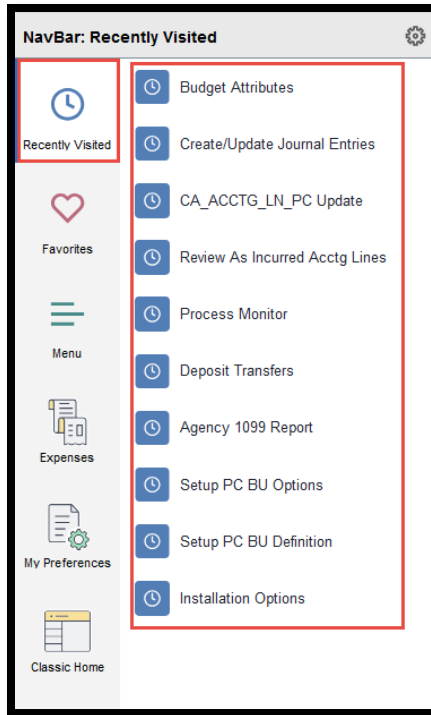 NavBar: Recently Visited
Recently Visited
Favorites
Menu
Expenses
My Preferences
Classic Home
Budget Attributes
Create/Update Journal Entries
CA_ACCTG_LN_PC Update
Review As Incurred Acctg Lines
Process Monitor
Deposit Transfers
Agency 1099 Report
Setup PC BU Options
Setup PC BU Definition
Installation Options